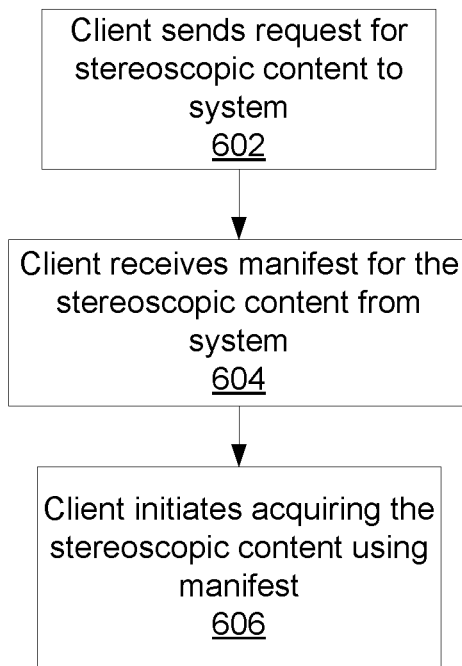 Client sends request for
stereoscopic content to
system
602
Client receives manifest for the
stereoscopic content from
system
604
Client initiates acquiring the
stereoscopic content using
manifest
606